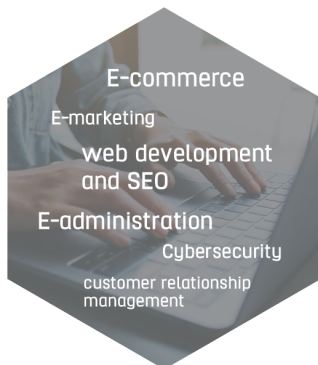 E-commerce
E-marketing
web development
and SEO
E-administration
Cybersecurity
customer relationship
management